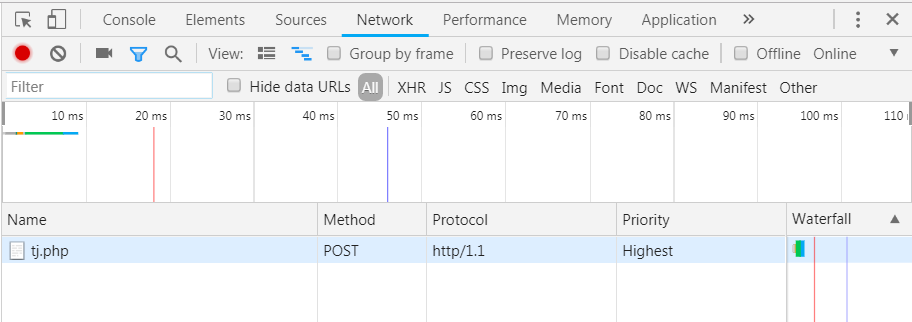 Console Elements Sources Network Performance Memory Application »
View: Group by frame Preserve log Disable cache Offline Online
Filter Hide data URLs All XHR JS CSS Img Media Font Doc WS Manifest Other
10 ms 20 ms 30 ms 40 ms 50 ms 60 ms 70 ms 80 ms 90 ms 100 ms 110
Name Method Protocol Priority Waterfall
tj.php POST http/1.1 Highest